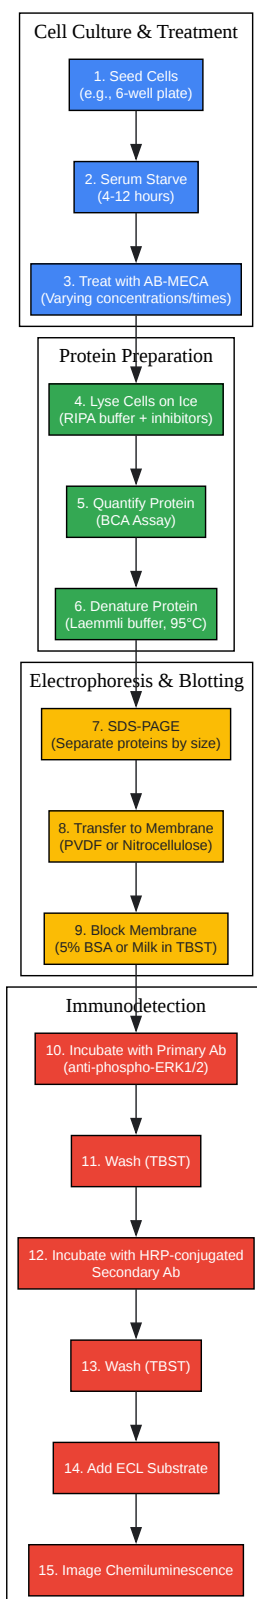 Cell Culture & Treatment
1. Seed Cells
(e.g., 6-well plate)
2. Serum Starve
(4-12 hours)
3. Treat with AB-MECA
(Varying concentrations/times)
Protein Preparation
4. Lyse Cells on Ice
(RIPA buffer + inhibitors)
5. Quantify Protein
(BCA Assay)
6. Denature Protein
(Laemmli buffer, 95°C)
Electrophoresis & Blotting
7. SDS-PAGE
(Separate proteins by size)
8. Transfer to Membrane
(PVDF or Nitrocellulose)
9. Block Membrane
(5% BSA or Milk in TBST)
Immunodetection
10. Incubate with Primary Ab
(anti-phospho-ERK1/2)
11. Wash (TBST)
12. Incubate with HRP-conjugated
Secondary Ab
13. Wash (TBST)
14. Add ECL Substrate
15. Image Chemiluminescence